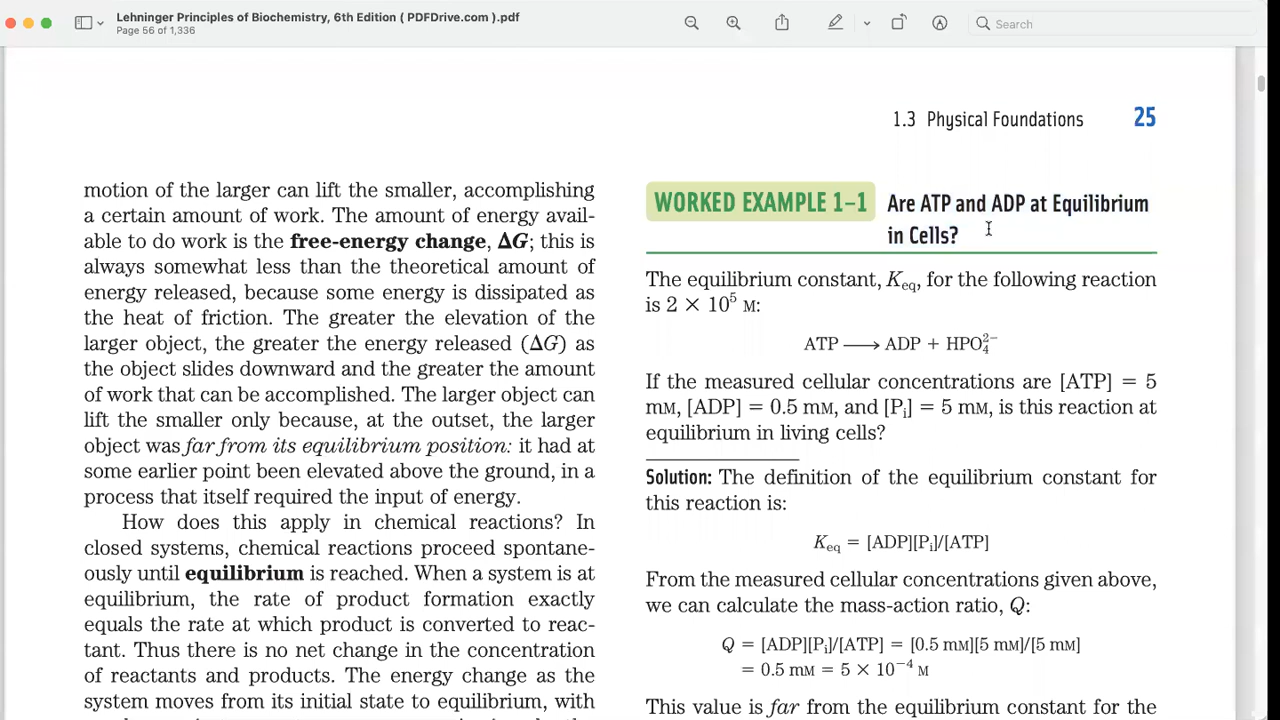 Lehninger Principles of Biochemistry, 6th Edition ( PDFDrive.com ).pdf
Page 56 of 1,336
Search
1.3 Physical Foundations 25
motion of the larger can lift the smaller, accomplishing
a certain amount of work. The amount of energy avail-
able to do work is the free-energy change, ΔG; this is
always somewhat less than the theoretical amount of
energy released, because some energy is dissipated as
the heat of friction. The greater the elevation of the
larger object, the greater the energy released (ΔG) as
the object slides downward and the greater the amount
of work that can be accomplished. The larger object can
lift the smaller only because, at the outset, the larger
object was far from its equilibrium position: it had at
some earlier point been elevated above the ground, in a
process that itself required the input of energy.
How does this apply in chemical reactions? In
closed systems, chemical reactions proceed spontane-
ously until equilibrium is reached. When a system is at
equilibrium, the rate of product formation exactly
equals the rate at which product is converted to reac-
tant. Thus there is no net change in the concentration
of reactants and products. The energy change as the
system moves from its initial state to equilibrium, with
WORKED EXAMPLE 1–1 Are ATP and ADP at Equilibrium
in Cells?
The equilibrium constant, Keq, for the following reaction
is 2 × 10⁵ M:
ATP ⟶ ADP + HPO₄²⁻
If the measured cellular concentrations are [ATP] = 5
mM, [ADP] = 0.5 mM, and [Pi] = 5 mM, is this reaction at
equilibrium in living cells?
Solution: The definition of the equilibrium constant for
this reaction is:
Keq = [ADP][Pi]/[ATP]
From the measured cellular concentrations given above,
we can calculate the mass-action ratio, Q:
Q = [ADP][Pi]/[ATP] = [0.5 mM][5 mM]/[5 mM]
= 0.5 mM = 5 × 10⁻⁴ M
This value is far from the equilibrium constant for the